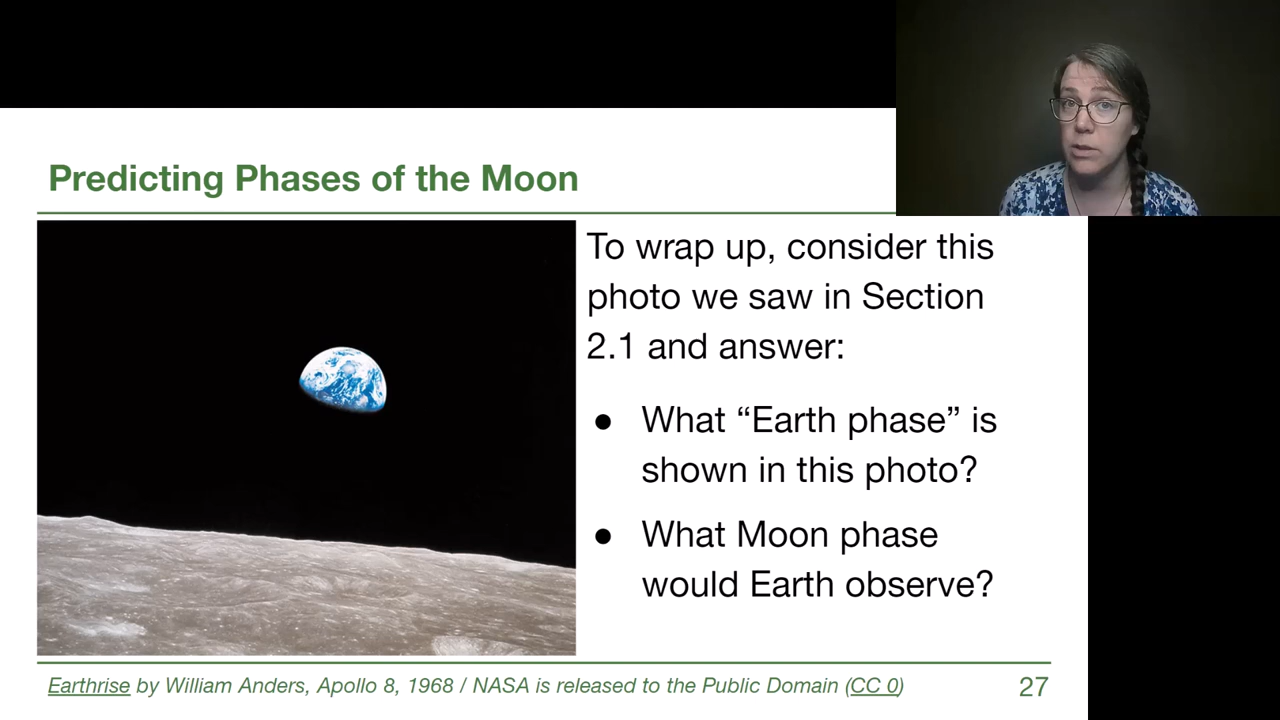 Predicting Phases of the Moon
To wrap up, consider this
photo we saw in Section
2.1 and answer:
● What “Earth phase” is
shown in this photo?
● What Moon phase
would Earth observe?
Earthrise by William Anders, Apollo 8, 1968 / NASA is released to the Public Domain (CC 0)
27